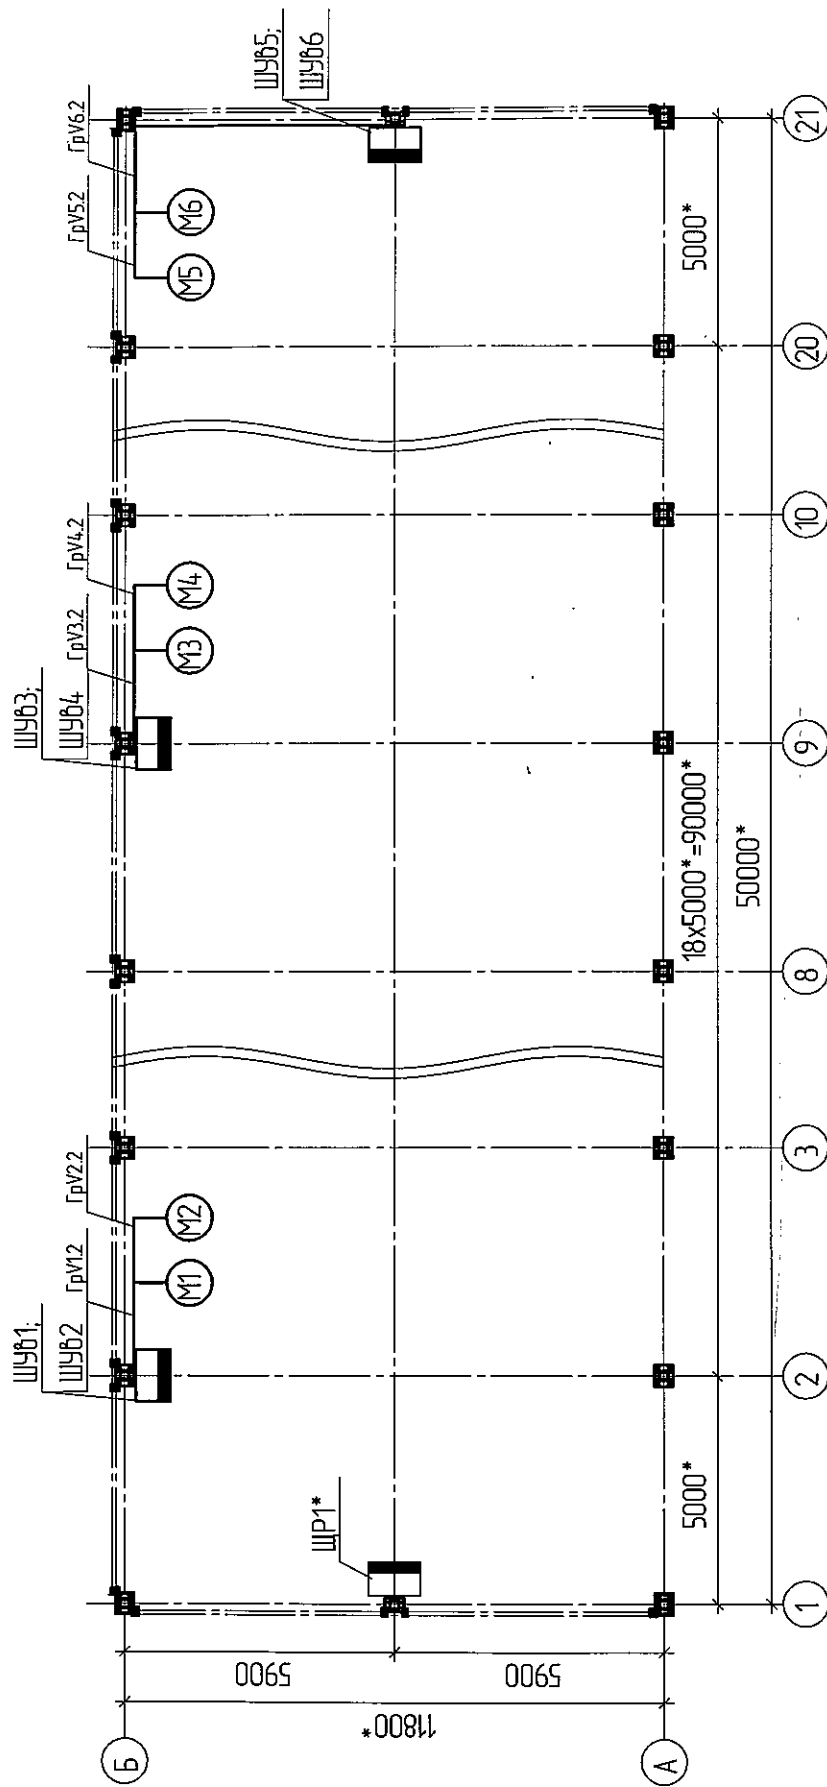 ШУв1;
ШУв2
ГрV1.2
ГрV2.2
ШУв3;
ШУв4
ГрV3.2
ГрV4.2
ГрV5.2
ГрV6.2
ШУв5;
ШУв6
М1
М2
М3
М4
М5
М6
ЩР1*
Б
А
5900
5900
11800*
5000*
18х5000*=90000*
5000*
50000*
1
2
3
8
9
10
20
21